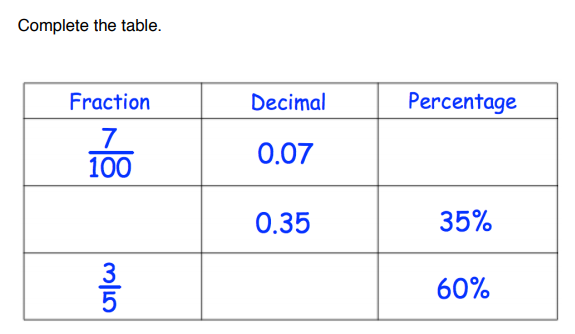 Complete the table.
Fraction Decimal Percentage
7/100 0.07
0.35 35%
3/5 60%